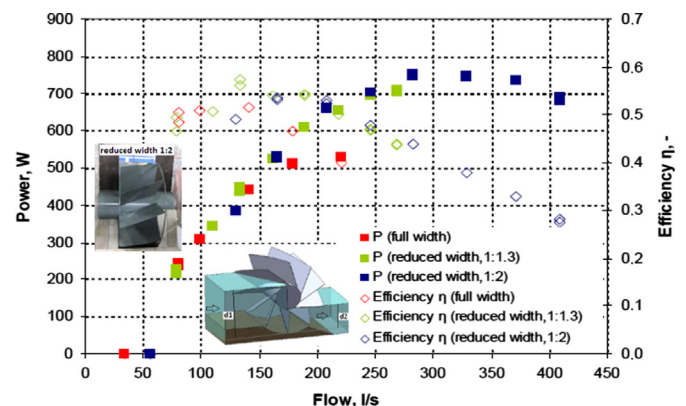 900
800
700
600
500
400
300
200
100
0
Power, W
0.7
0.6
0.5
0.4
0.3
0.2
0.1
0.0
Efficiency η, -
reduced width 1:2
d1
d2
P (full width)
P (reduced width,1:1.3)
P (reduced width,1:2)
Efficiency η (full width)
Efficiency η (reduced width,1:1.3)
Efficiency η (reduced width,1:2)
0 50 100 150 200 250 300 350 400 450
Flow, l/s